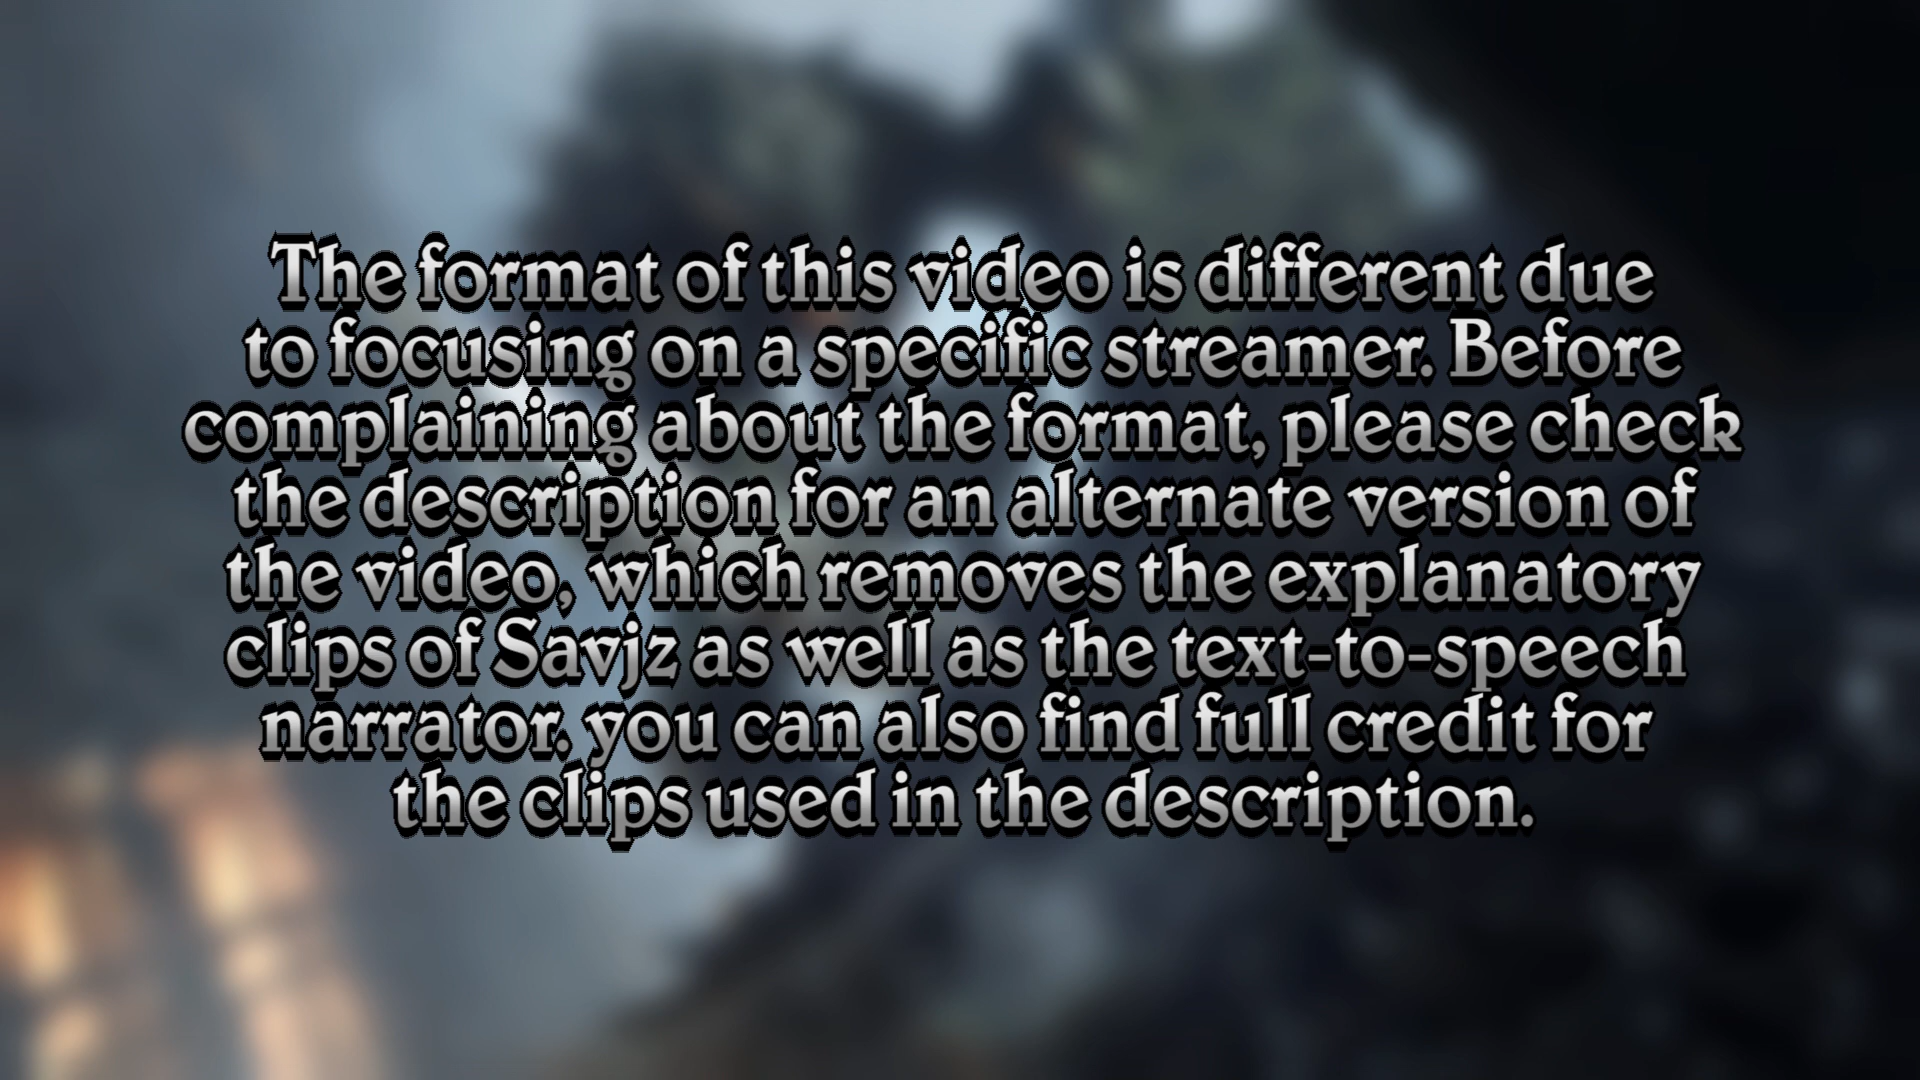 The format of this video is different due
to focusing on a specific streamer. Before
complaining about the format, please check
the description for an alternate version of
the video, which removes the explanatory
clips of Savjz as well as the text-to-speech
narrator. you can also find full credit for
the clips used in the description.